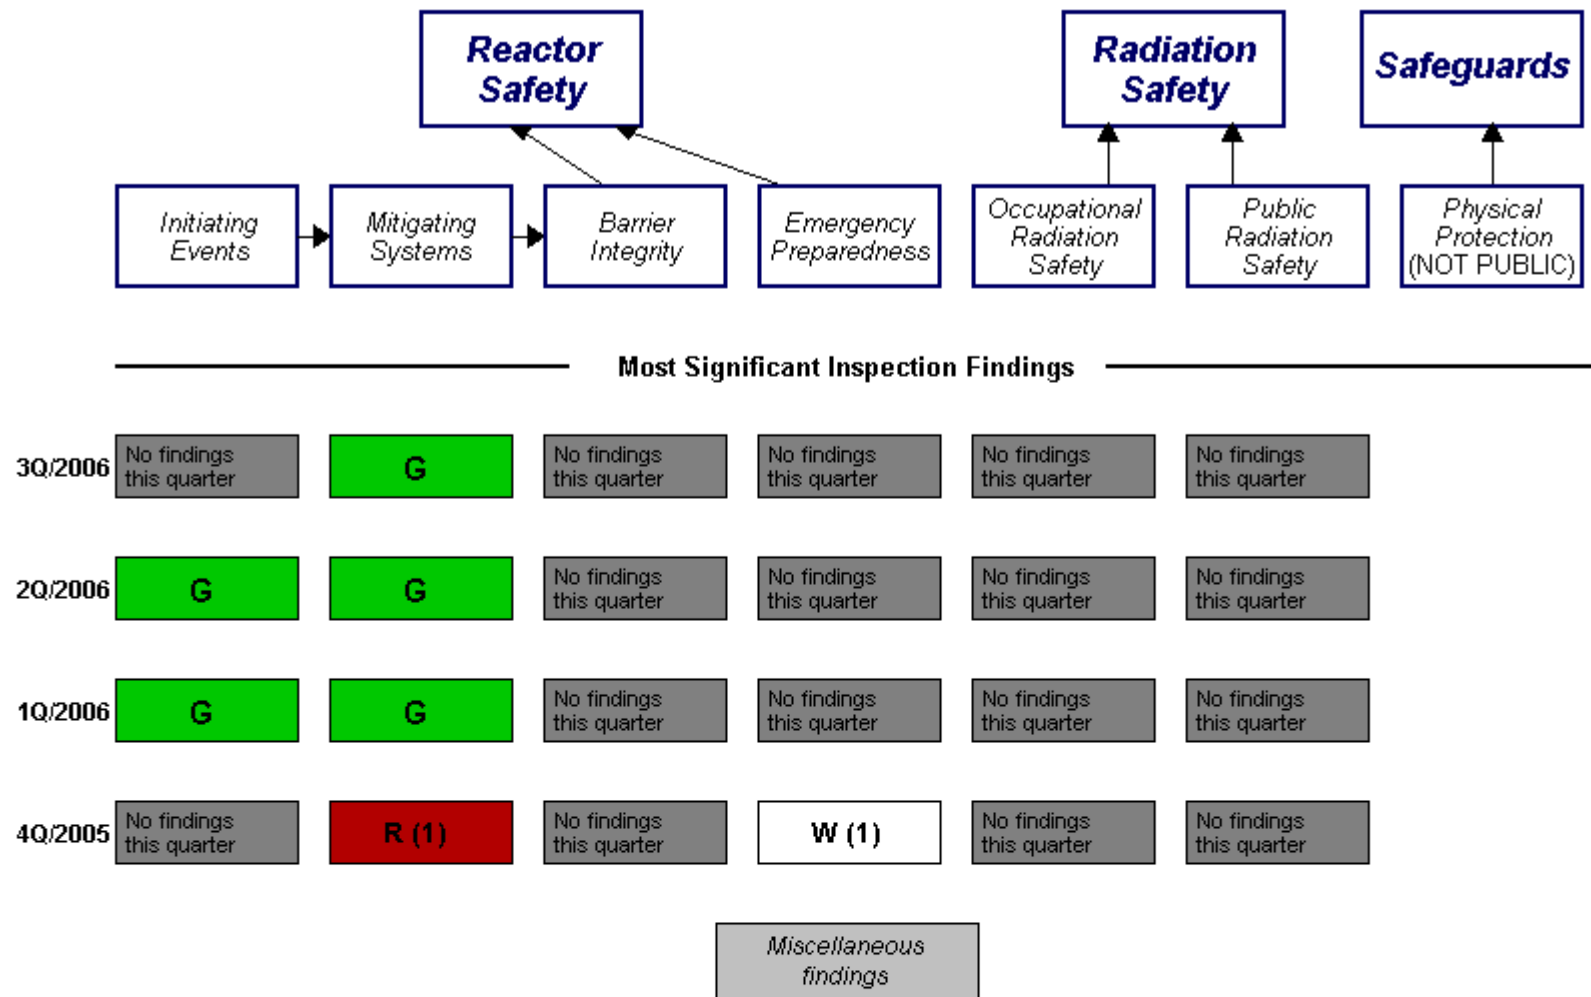 Reactor
Safety
Radiation
Safety
Safeguards
Initiating
Events
Mitigating
Systems
Barrier
Integrity
Emergency
Preparedness
Occupational
Radiation
Safety
Public
Radiation
Safety
Physical
Protection
(NOT PUBLIC)
Most Significant Inspection Findings
3Q/2006
No findings
this quarter
G
No findings
this quarter
No findings
this quarter
No findings
this quarter
No findings
this quarter
2Q/2006
G
G
No findings
this quarter
No findings
this quarter
No findings
this quarter
No findings
this quarter
1Q/2006
G
G
No findings
this quarter
No findings
this quarter
No findings
this quarter
No findings
this quarter
4Q/2005
No findings
this quarter
R (1)
No findings
this quarter
W (1)
No findings
this quarter
No findings
this quarter
Miscellaneous
findings